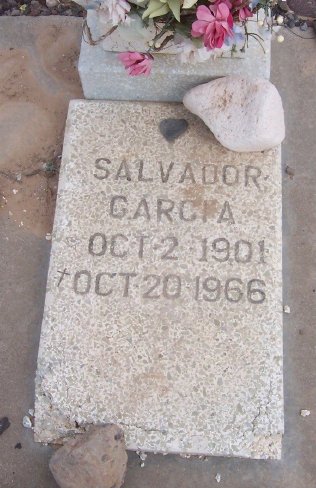 SALVADOR
GARCIA
OCT 2 1901
† OCT 20 1966